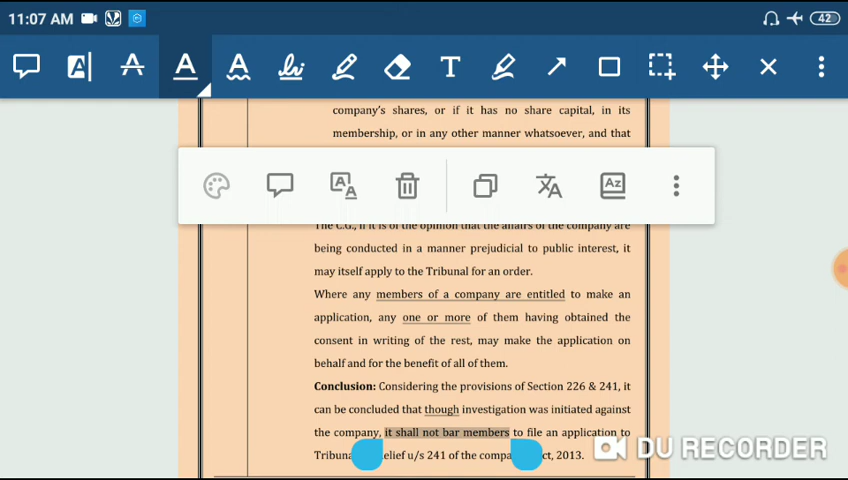 11:07 AM
42
A
A
A
A
T
company's shares, or if it has no share capital, in its
membership, or in any other manner whatsoever, and that
A
A
Az
The C.G., if it is of the opinion that the affairs of the company are
being conducted in a manner prejudicial to public interest, it
may itself apply to the Tribunal for an order.
Where any members of a company are entitled to make an
application, any one or more of them having obtained the
consent in writing of the rest, may make the application on
behalf and for the benefit of all of them.
Conclusion: Considering the provisions of Section 226 & 241, it
can be concluded that though investigation was initiated against
the company, it shall not bar members to file an application to
u/s 241 of the 2013.
DU RECORDER